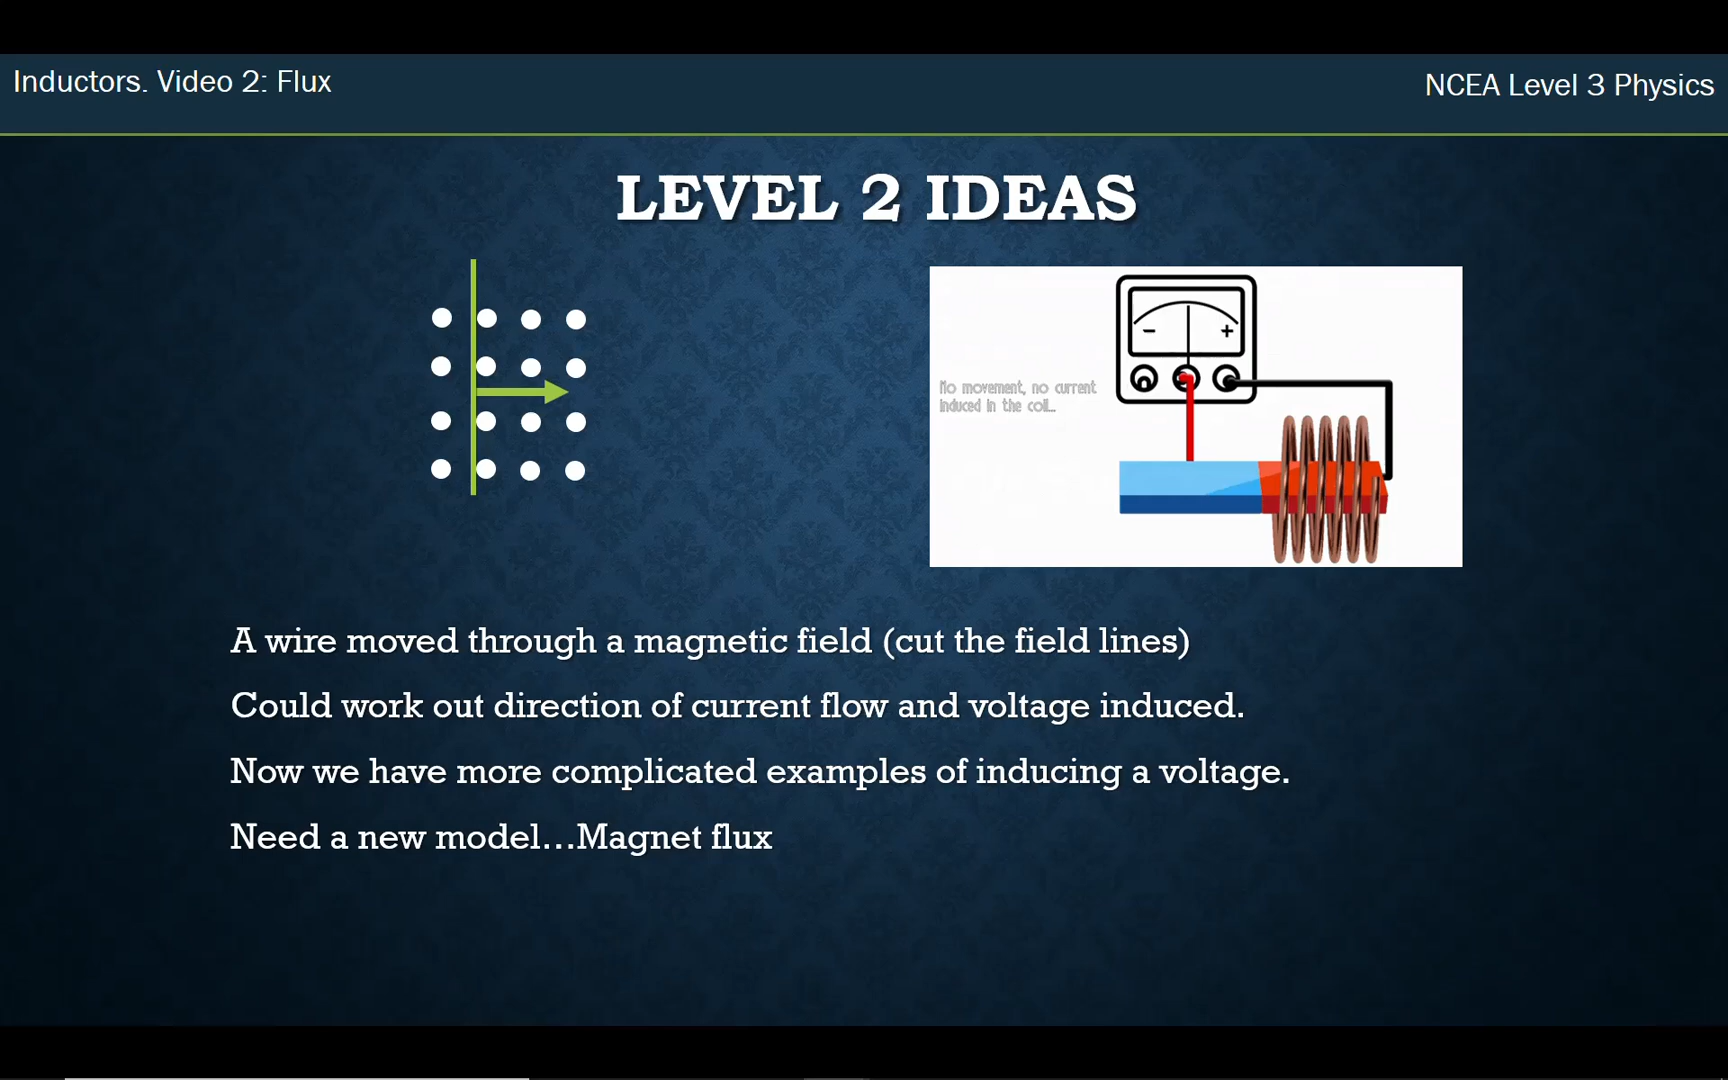 Inductors. Video 2: Flux
NCEA Level 3 Physics
LEVEL 2 IDEAS
− +
No movement, no current
induced in the coil...
A wire moved through a magnetic field (cut the field lines)
Could work out direction of current flow and voltage induced.
Now we have more complicated examples of inducing a voltage.
Need a new model...Magnet flux